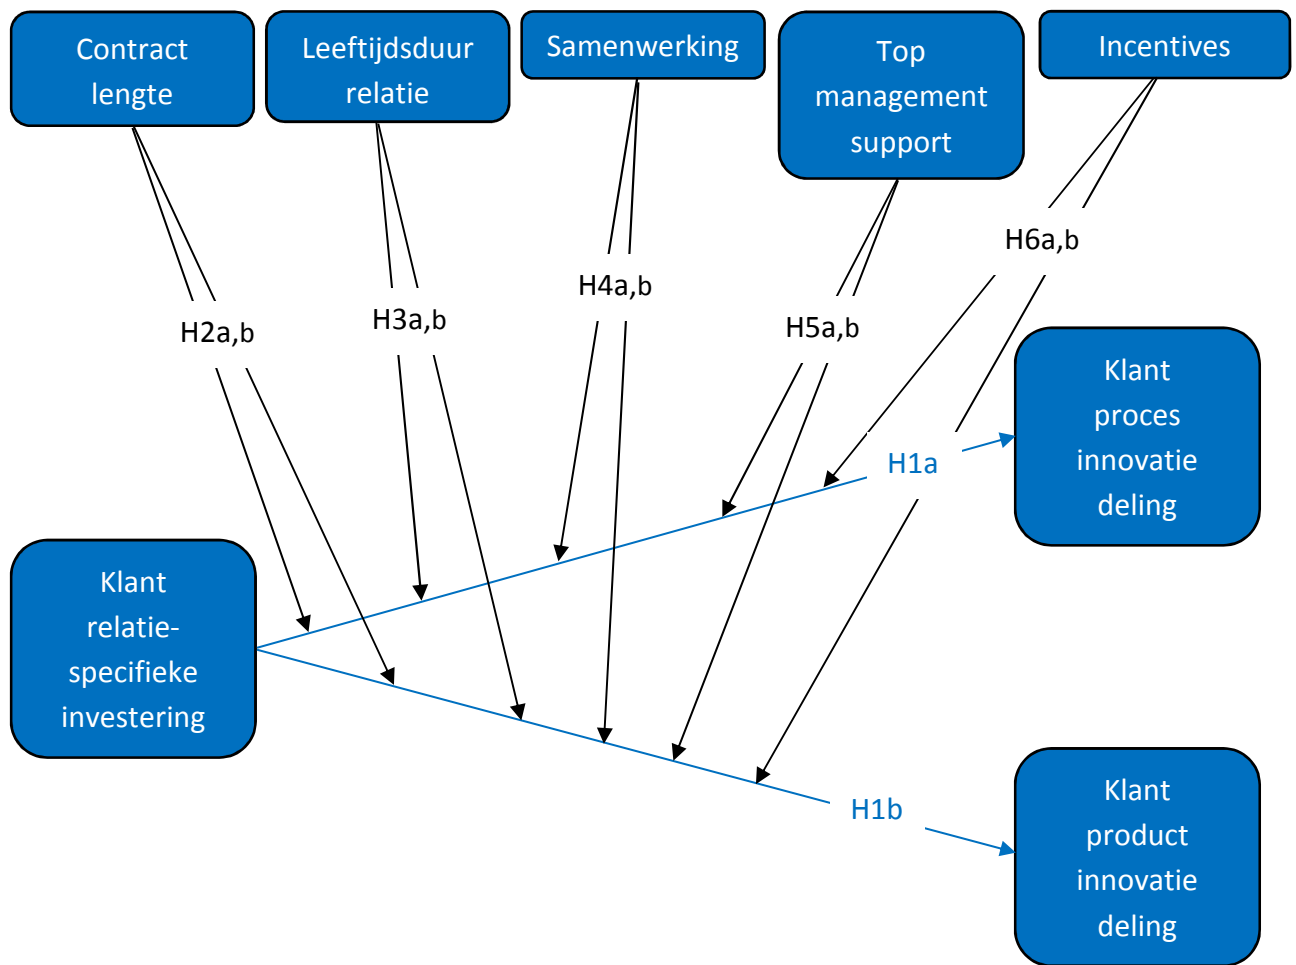 Contract
lengte
Leeftijdsduur
relatie
Samenwerking
Top
management
support
Incentives
H2a,b
H3a,b
H4a,b
H5a,b
H6a,b
Klant
proces
innovatie
deling
H1a
Klant
relatie-
specifieke
investering
H1b
Klant
product
innovatie
deling